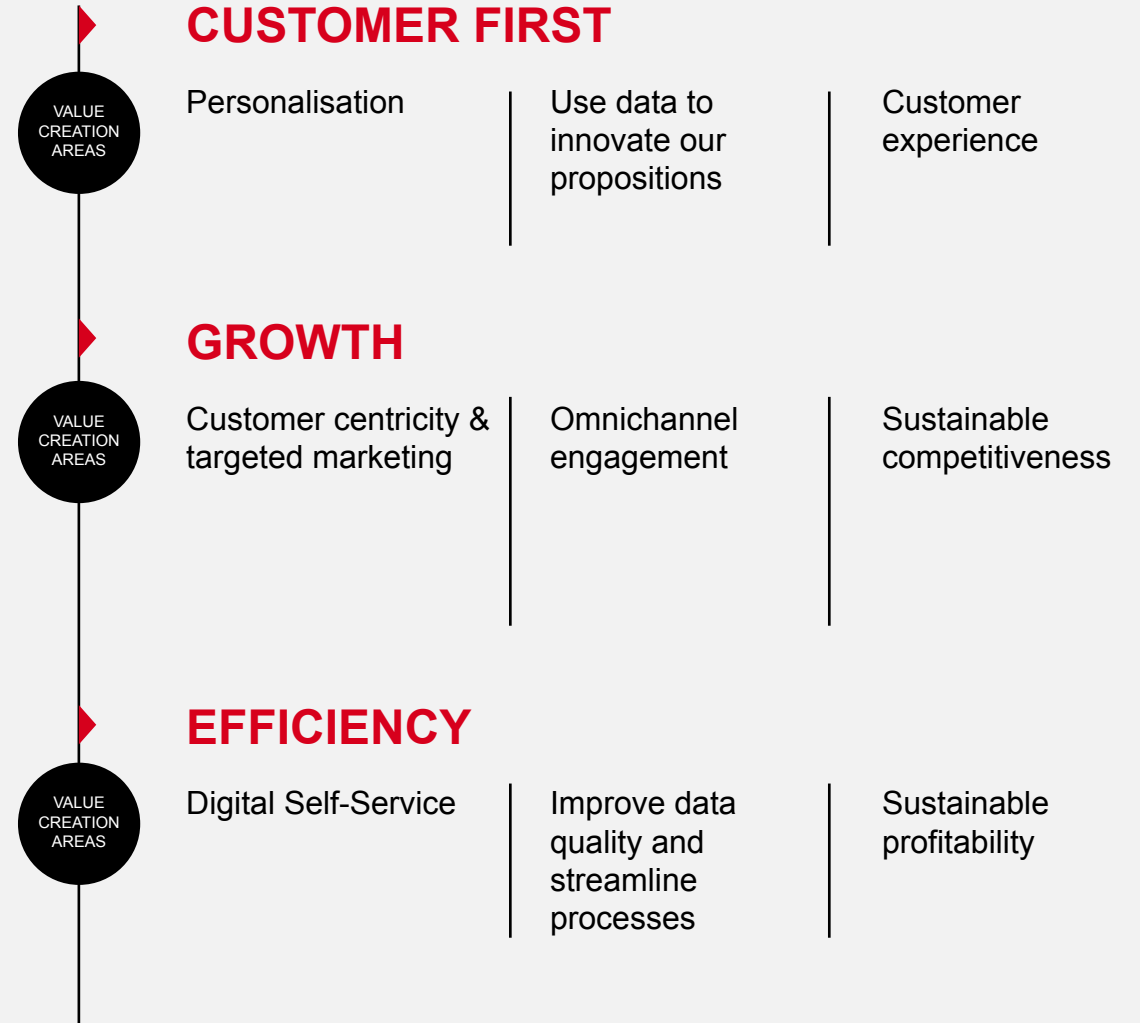 CUSTOMER FIRST
VALUE
CREATION
AREAS
Personalisation
Use data to
innovate our
propositions
Customer
experience
GROWTH
VALUE
CREATION
AREAS
Customer centricity &
targeted marketing
Omnichannel
engagement
Sustainable
competitiveness
EFFICIENCY
VALUE
CREATION
AREAS
Digital Self-Service
Improve data
quality and
streamline
processes
Sustainable
profitability